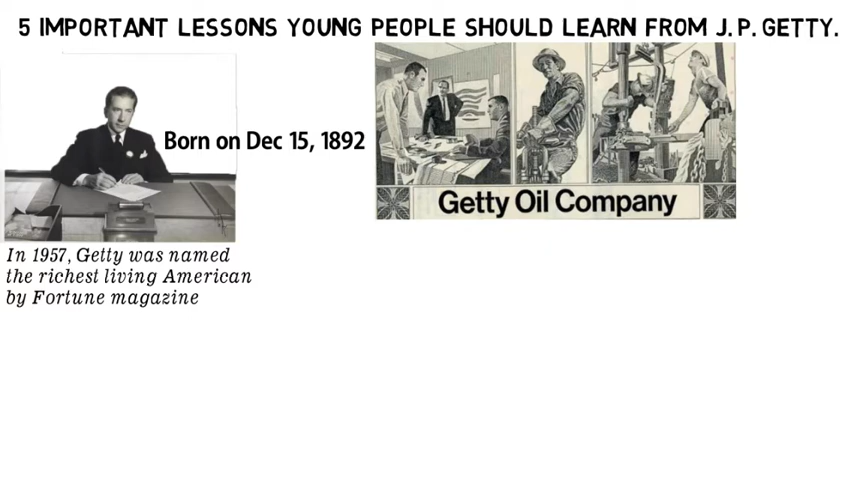 5 IMPORTANT LESSONS YOUNG PEOPLE SHOULD LEARN FROM J. P. GETTY.
Born on Dec 15, 1892
Getty Oil Company
In 1957, Getty was named
the richest living American
by Fortune magazine